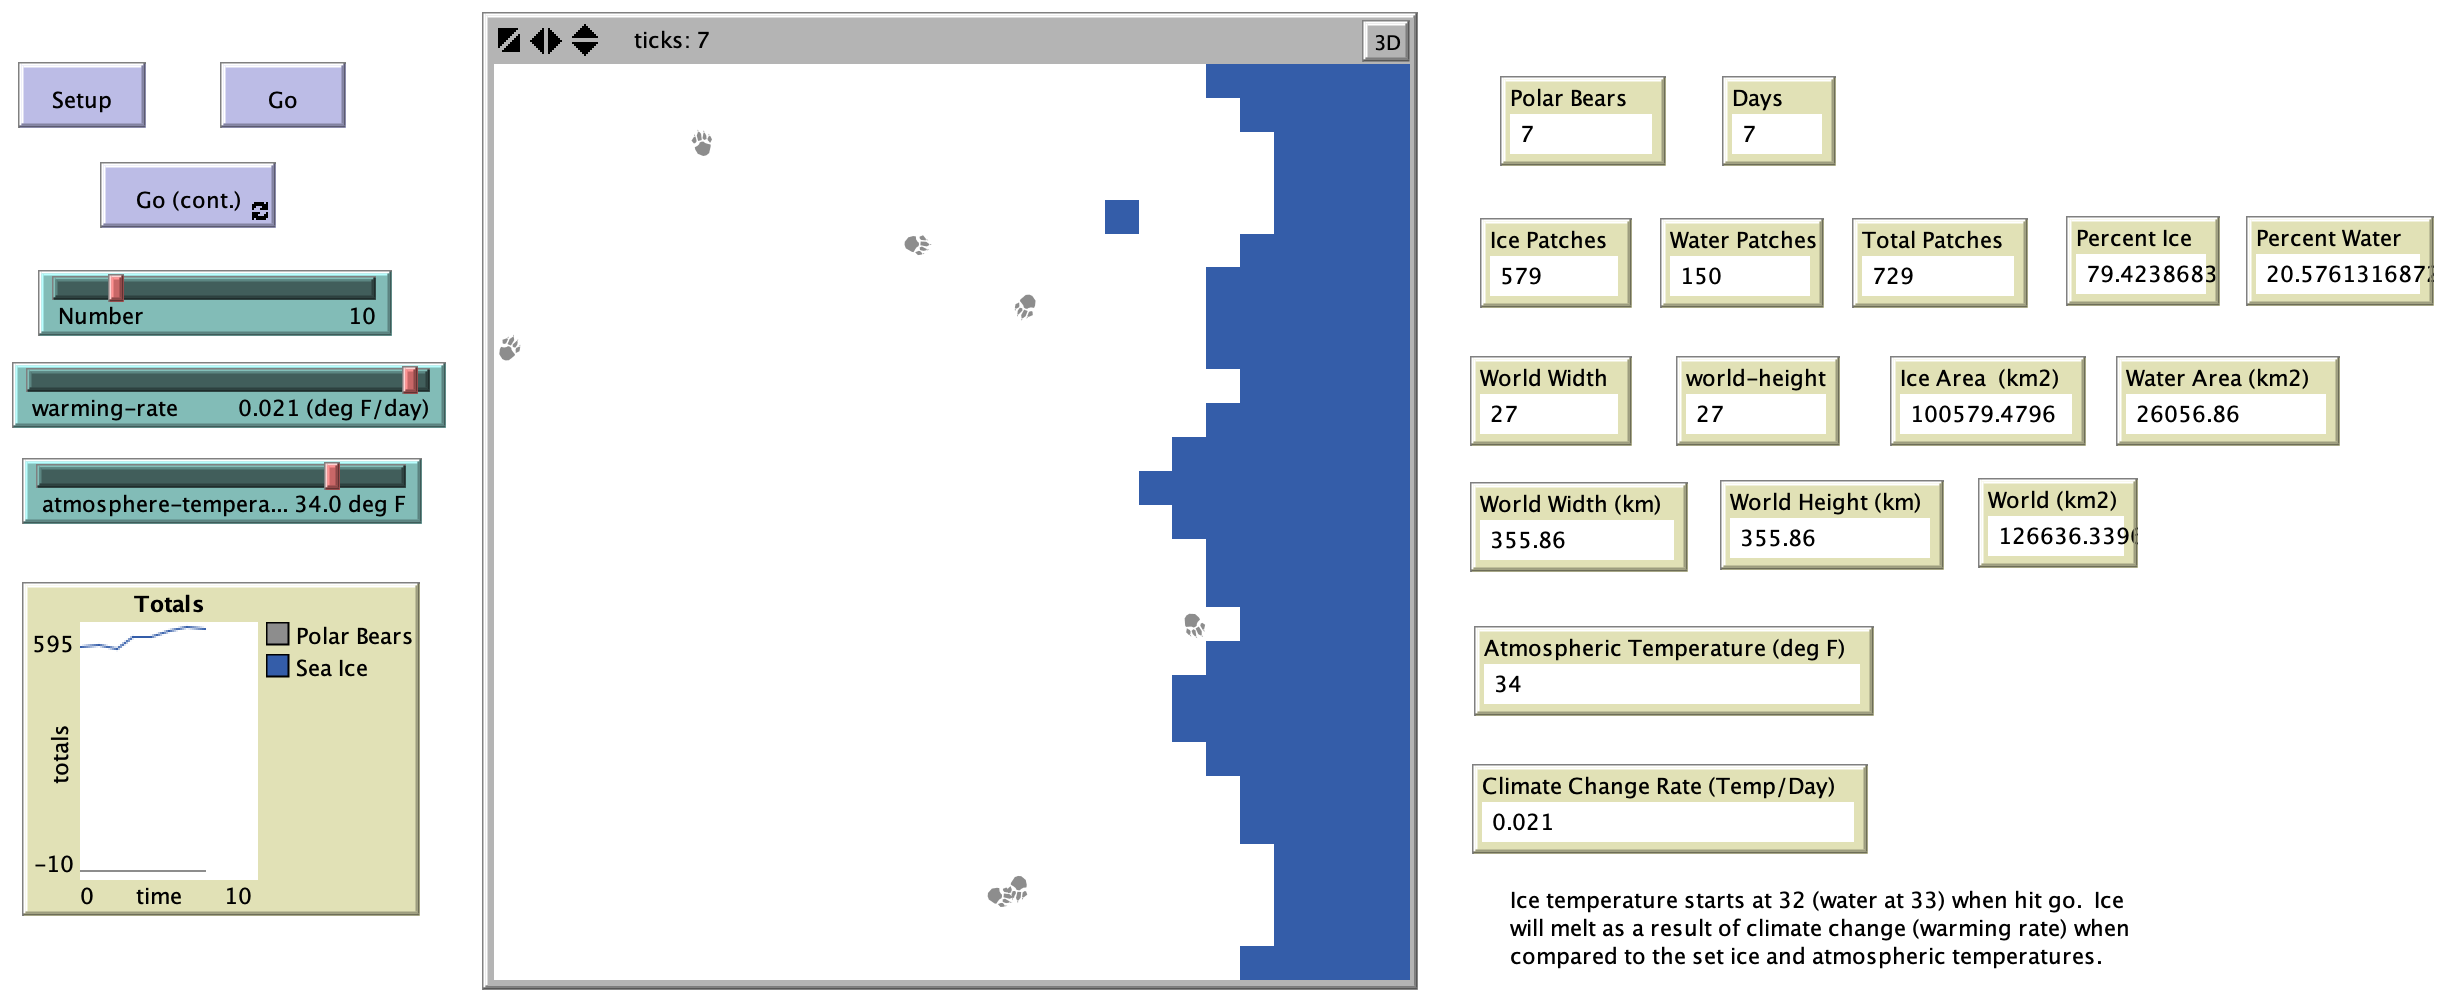 Setup
Go
Go (cont.)
Number 10
warming-rate 0.021 (deg F/day)
atmosphere-tempera... 34.0 deg F
Totals
595
-10
totals
0 time 10
Polar Bears
Sea Ice
ticks: 7
3D
Polar Bears
7
Days
7
Ice Patches
579
Water Patches
150
Total Patches
729
Percent Ice
79.4238683
Percent Water
20.5761316872
World Width
27
world-height
27
Ice Area (km2)
100579.4796
Water Area (km2)
26056.86
World Width (km)
355.86
World Height (km)
355.86
World (km2)
126636.3396
Atmospheric Temperature (deg F)
34
Climate Change Rate (Temp/Day)
0.021
Ice temperature starts at 32 (water at 33) when hit go. Ice
will melt as a result of climate change (warming rate) when
compared to the set ice and atmospheric temperatures.